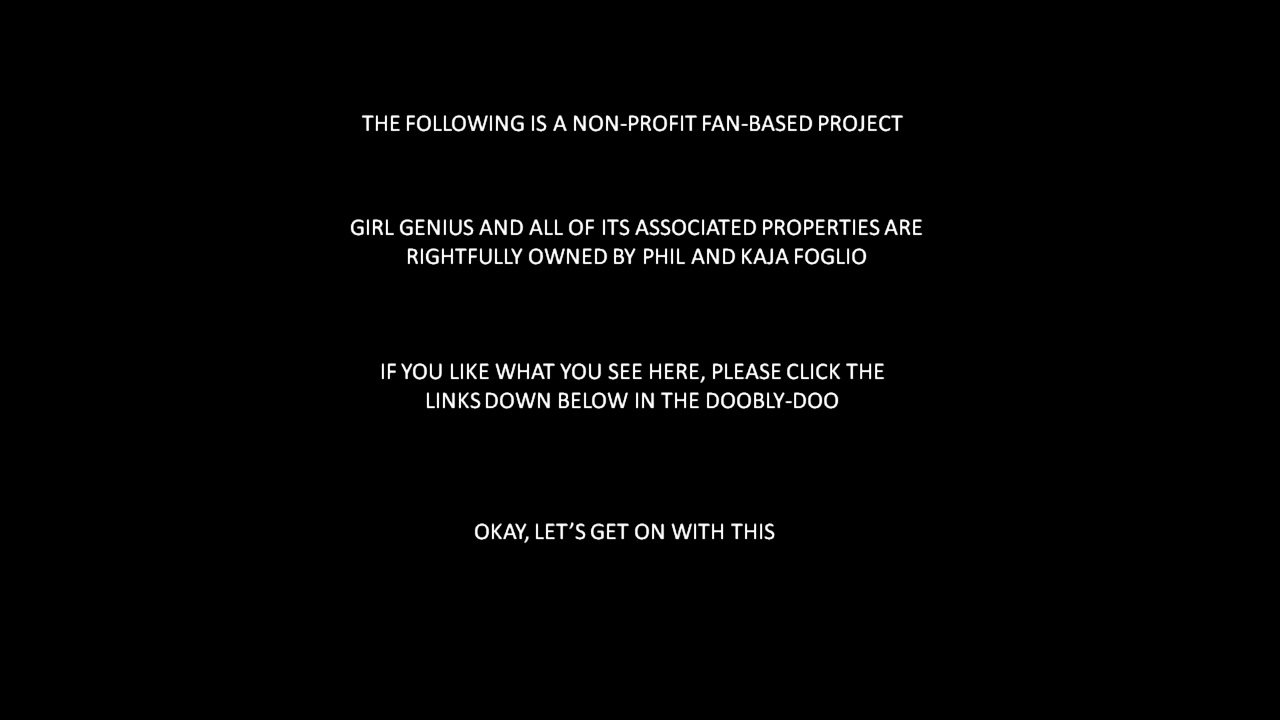 THE FOLLOWING IS A NON-PROFIT FAN-BASED PROJECT
GIRL GENIUS AND ALL OF ITS ASSOCIATED PROPERTIES ARE
RIGHTFULLY OWNED BY PHIL AND KAJA FOGLIO
IF YOU LIKE WHAT YOU SEE HERE, PLEASE CLICK THE
LINKS DOWN BELOW IN THE DOOBLY-DOO
OKAY, LET’S GET ON WITH THIS